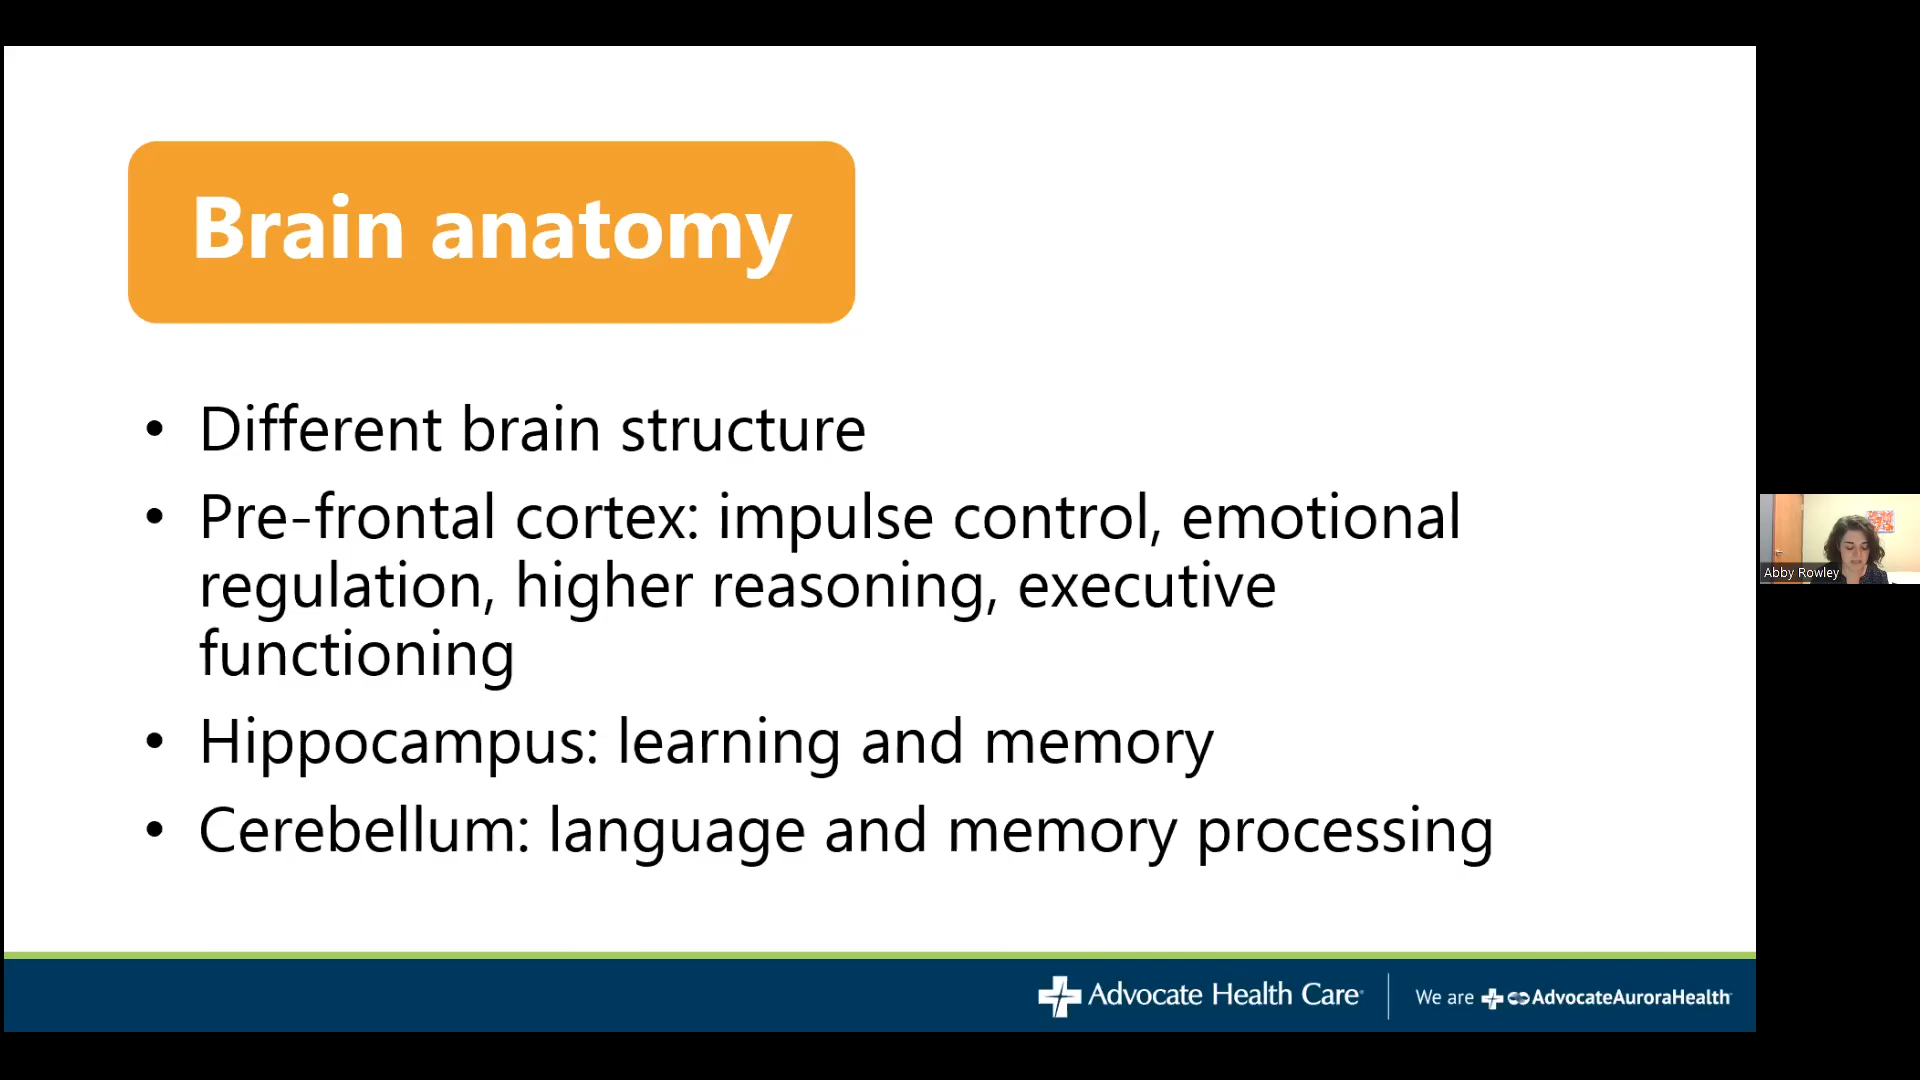 Brain anatomy
• Different brain structure
• Pre-frontal cortex: impulse control, emotional
regulation, higher reasoning, executive
functioning
• Hippocampus: learning and memory
• Cerebellum: language and memory processing
Abby Rowley
Advocate Health Care
We are AdvocateAuroraHealth